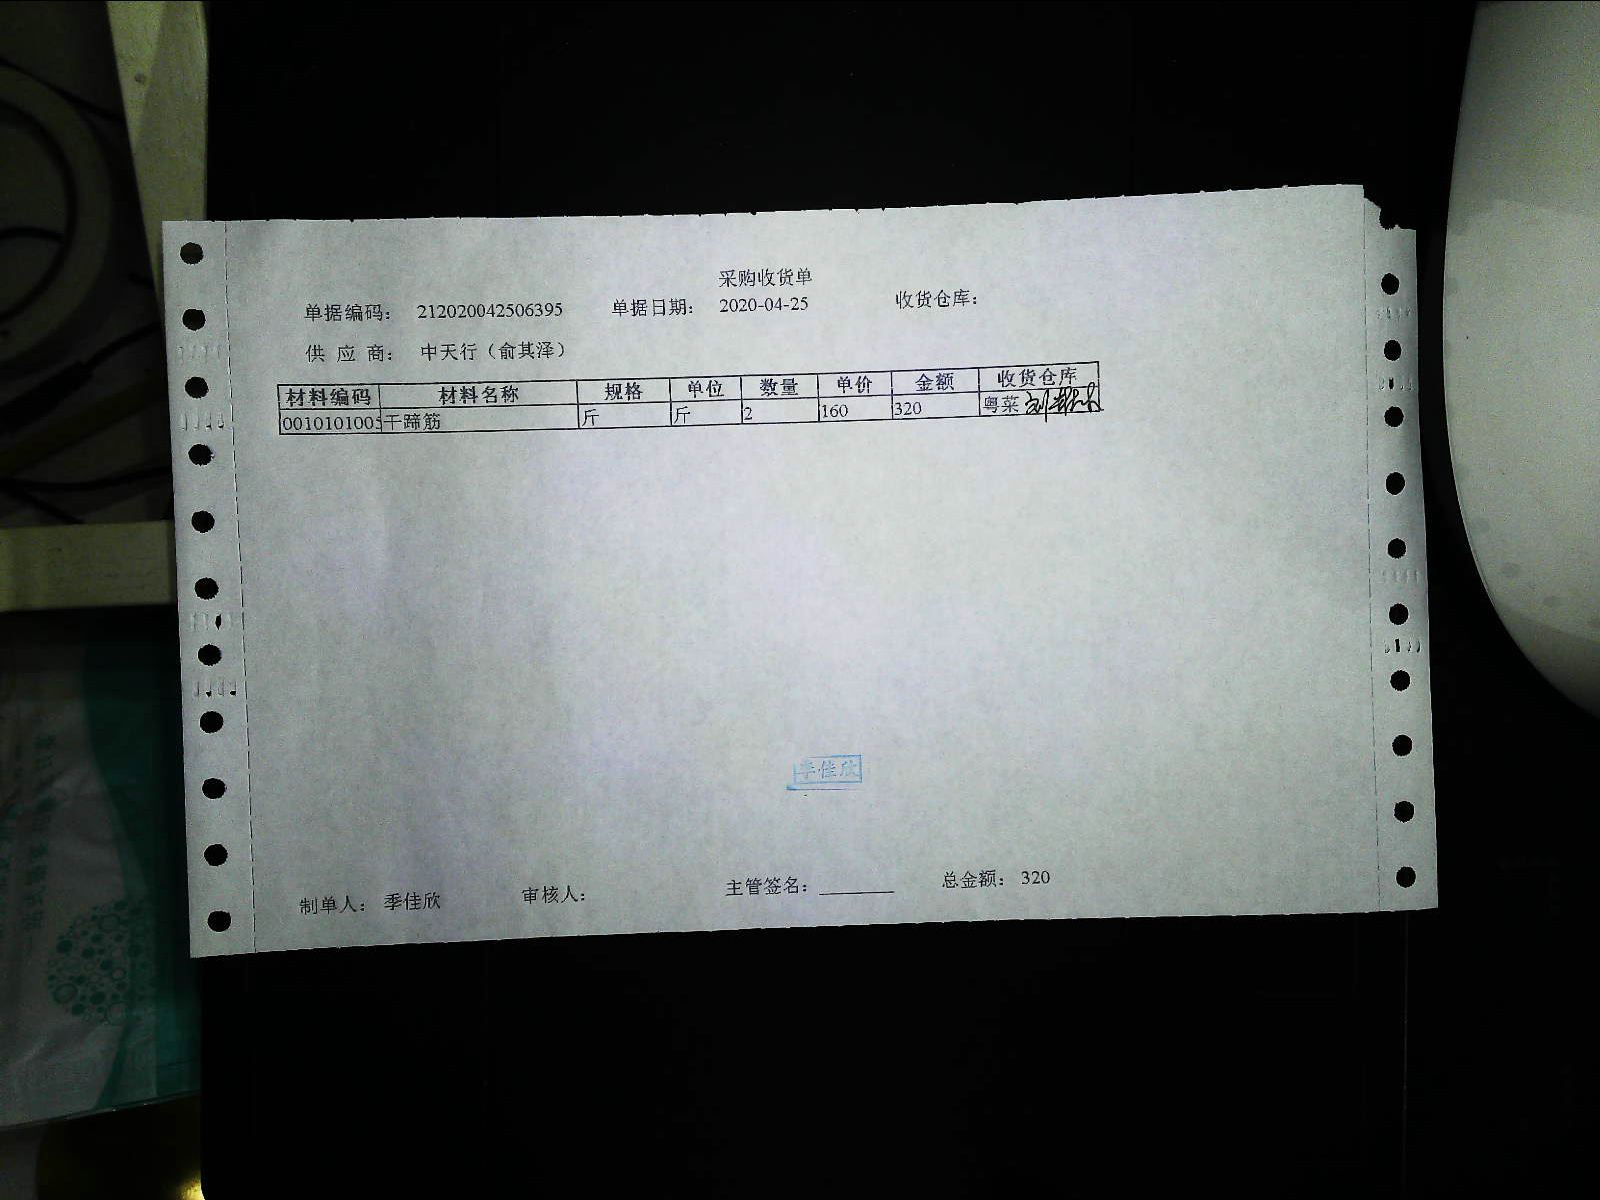 采购收货单
单据编码： 212020042506395 单据日期： 2020-04-25 收货仓库：
供 应 商： 中天行（俞其泽）
材料编码 材料名称 规格 单位 数量 单价 金额 收货仓库
0010101005 干蹄筋 斤 斤 2 160 320 粤菜
季佳欣
制单人： 季佳欣 审核人： 主管签名： 总金额： 320